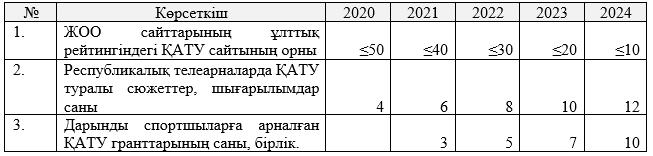 № Көрсеткіш 2020 2021 2022 2023 2024
1. ЖОО сайттарының ұлттық
рейтингіндегі ҚАТУ сайтының орны ≤50 ≤40 ≤30 ≤20 ≤10
2. Республикалық телеарналарда ҚАТУ
туралы сюжеттер, шығарылымдар
саны 4 6 8 10 12
3. Дарынды спортшыларға арналған
ҚАТУ гранттарының саны, бірлік. 3 5 7 10